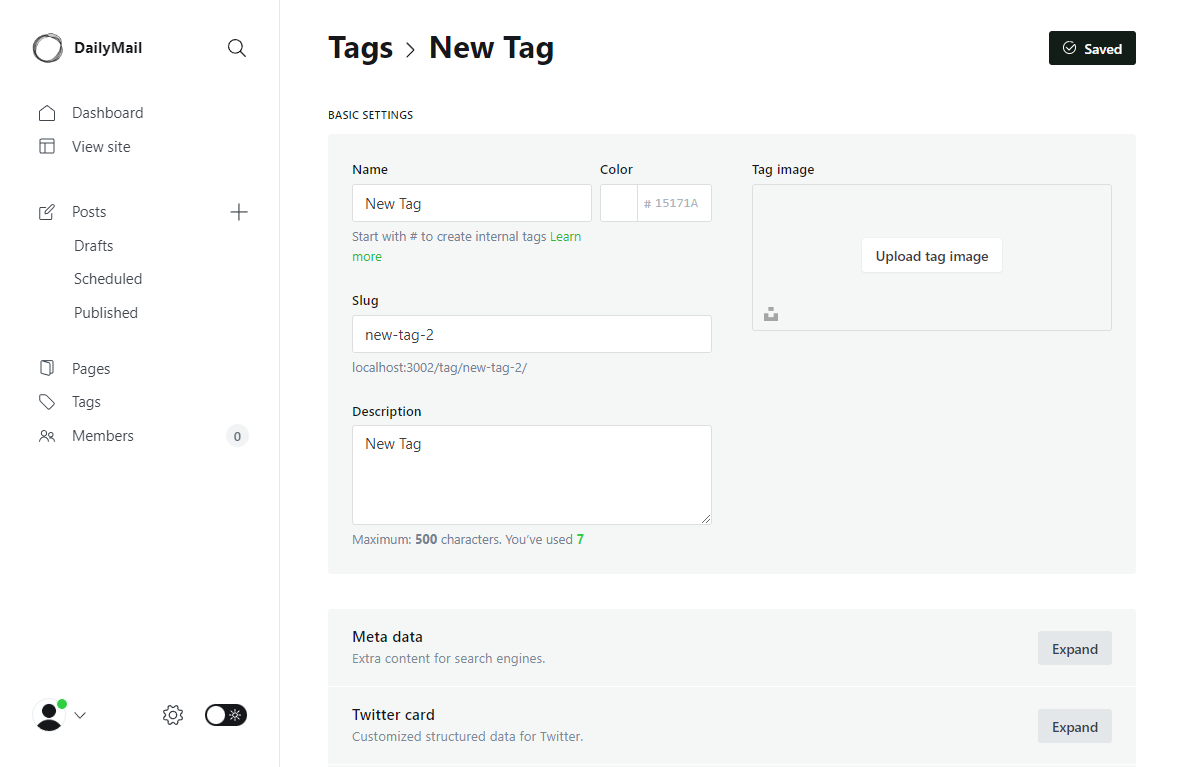 DailyMail
Dashboard
View site
Posts
Drafts
Scheduled
Published
Pages
Tags
Members 0
Tags > New Tag
Saved
BASIC SETTINGS
Name
New Tag
Start with # to create internal tags Learn
more
Color
# 15171A
Slug
new-tag-2
localhost:3002/tag/new-tag-2/
Description
New Tag
Maximum: 500 characters. You’ve used 7
Tag image
Upload tag image
Meta data
Extra content for search engines.
Expand
Twitter card
Customized structured data for Twitter.
Expand